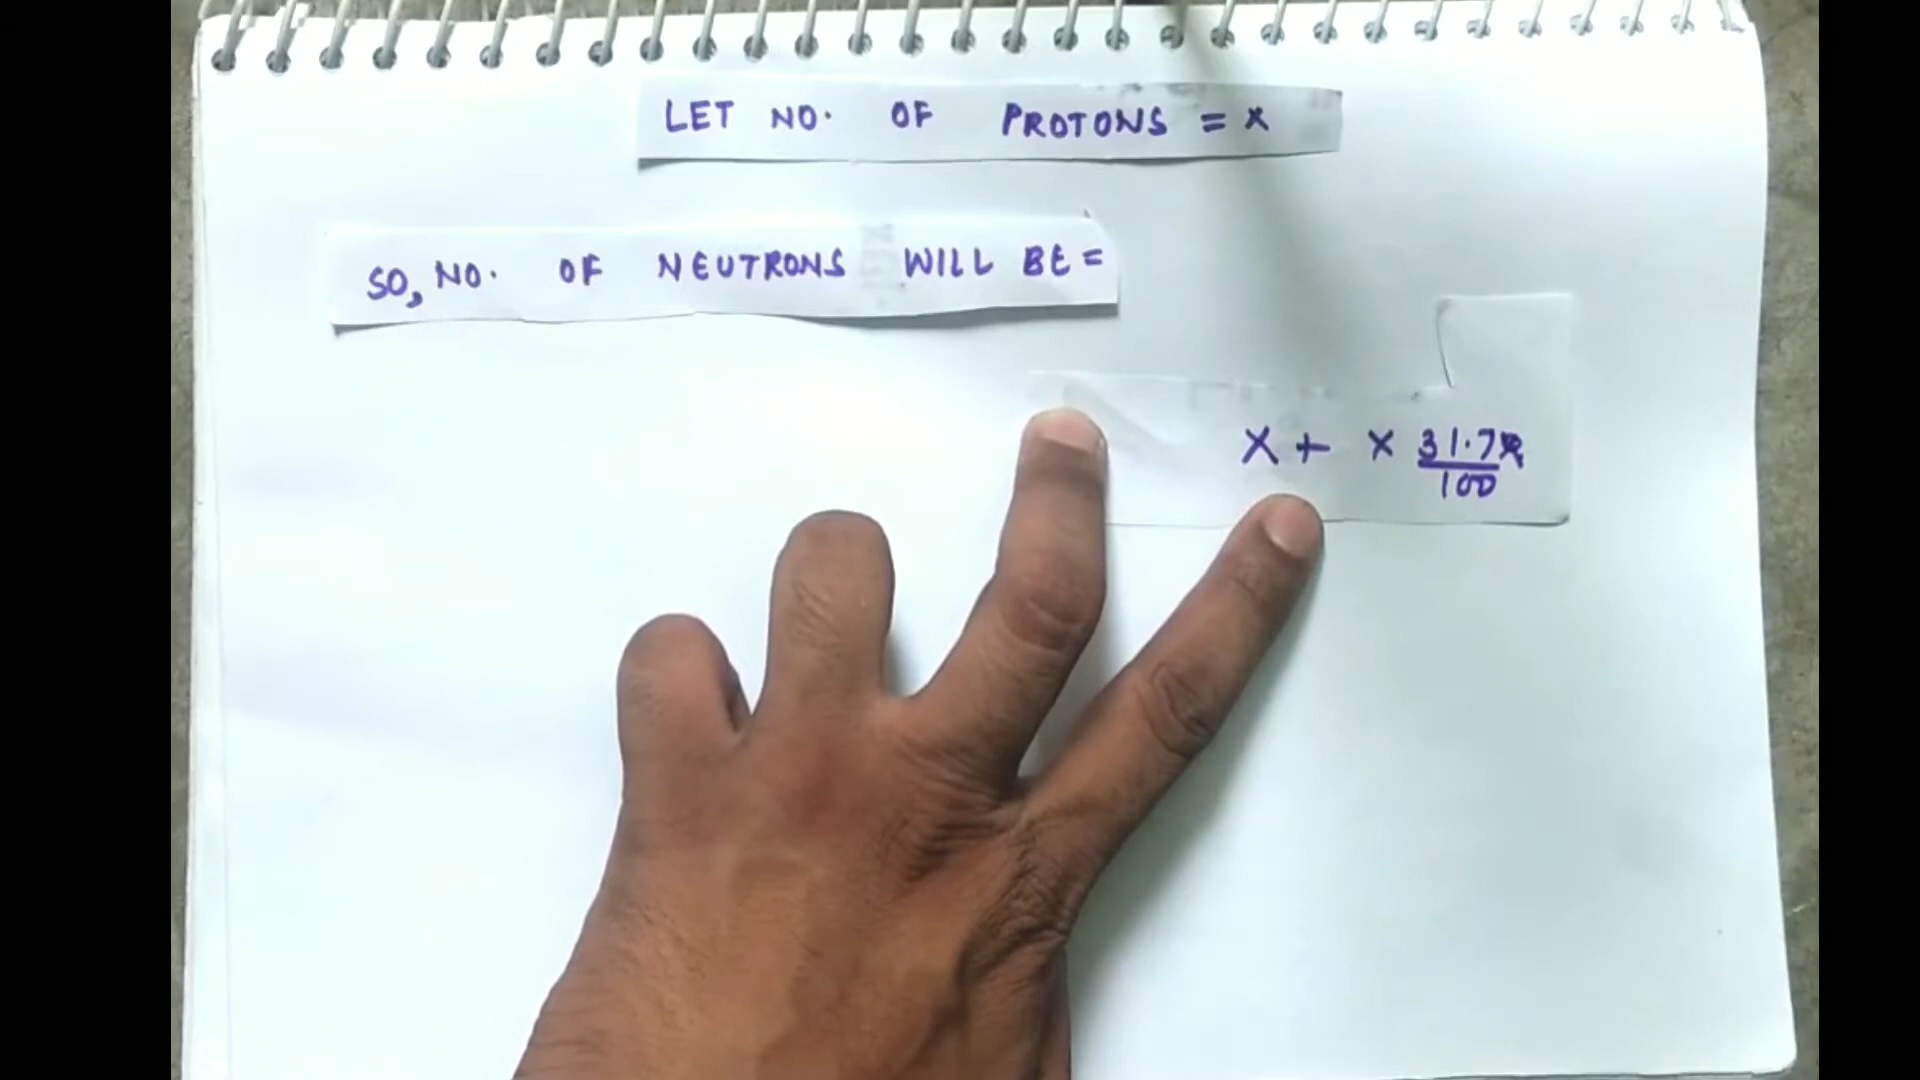 LET NO. OF PROTONS = x
SO, NO. OF NEUTRONS WILL BE =
X + x 31.7
100